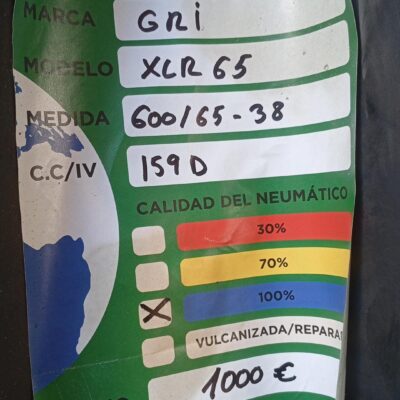 MARCA GRi
MODELO XLR 65
MEDIDA 600/65-38
C.C/IV 159D
CALIDAD DEL NEUMÁTICO
30%
70%
100%
VULCANIZADA/REPARA
1000 €